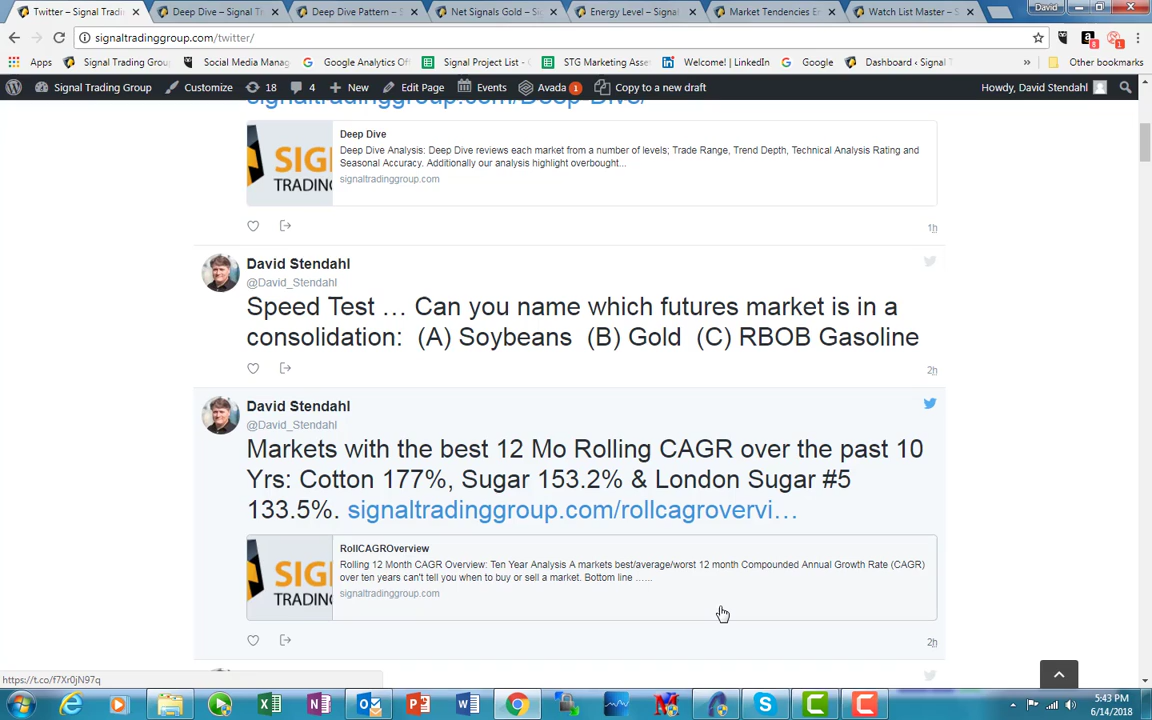 David
Twitter – Signal Tradi
Deep Dive – Signal T
Deep Dive Pattern – S
Net Signals Gold – S
Energy Level – Signal
Market Tendencies E
Watch List Master – S
signaltradinggroup.com/twitter/
8
1
Apps
Signal Trading Grou
Social Media Manag
Google Analytics Of
Signal Project List -
STG Marketing Asse
Welcome! | LinkedIn
Google
Dashboard ‹ Signal T
»
Other bookmarks
Signal Trading Group
Customize
18
4
New
Edit Page
Events
Avada 1
Copy to a new draft
Howdy, David Stendahl
signaltradinggroup.com/Deep-Dive/
SIG
TRADIN
Deep Dive
Deep Dive Analysis: Deep Dive reviews each market from a number of levels; Trade Range, Trend Depth, Technical Analysis Rating and
Seasonal Accuracy. Additionally our analysis highlight overbought...
signaltradinggroup.com
1h
David Stendahl
@David_Stendahl
Speed Test … Can you name which futures market is in a
consolidation: (A) Soybeans (B) Gold (C) RBOB Gasoline
2h
David Stendahl
@David_Stendahl
Markets with the best 12 Mo Rolling CAGR over the past 10
Yrs: Cotton 177%, Sugar 153.2% & London Sugar #5
133.5%. signaltradinggroup.com/rollcagrovervi…
SIG
TRADIN
RollCAGROverview
Rolling 12 Month CAGR Overview: Ten Year Analysis A markets best/average/worst 12 month Compounded Annual Growth Rate (CAGR)
over ten years can't tell you when to buy or sell a market. Bottom line …...
signaltradinggroup.com
2h
https://t.co/f7Xr0jN97q
5:43 PM
6/14/2018